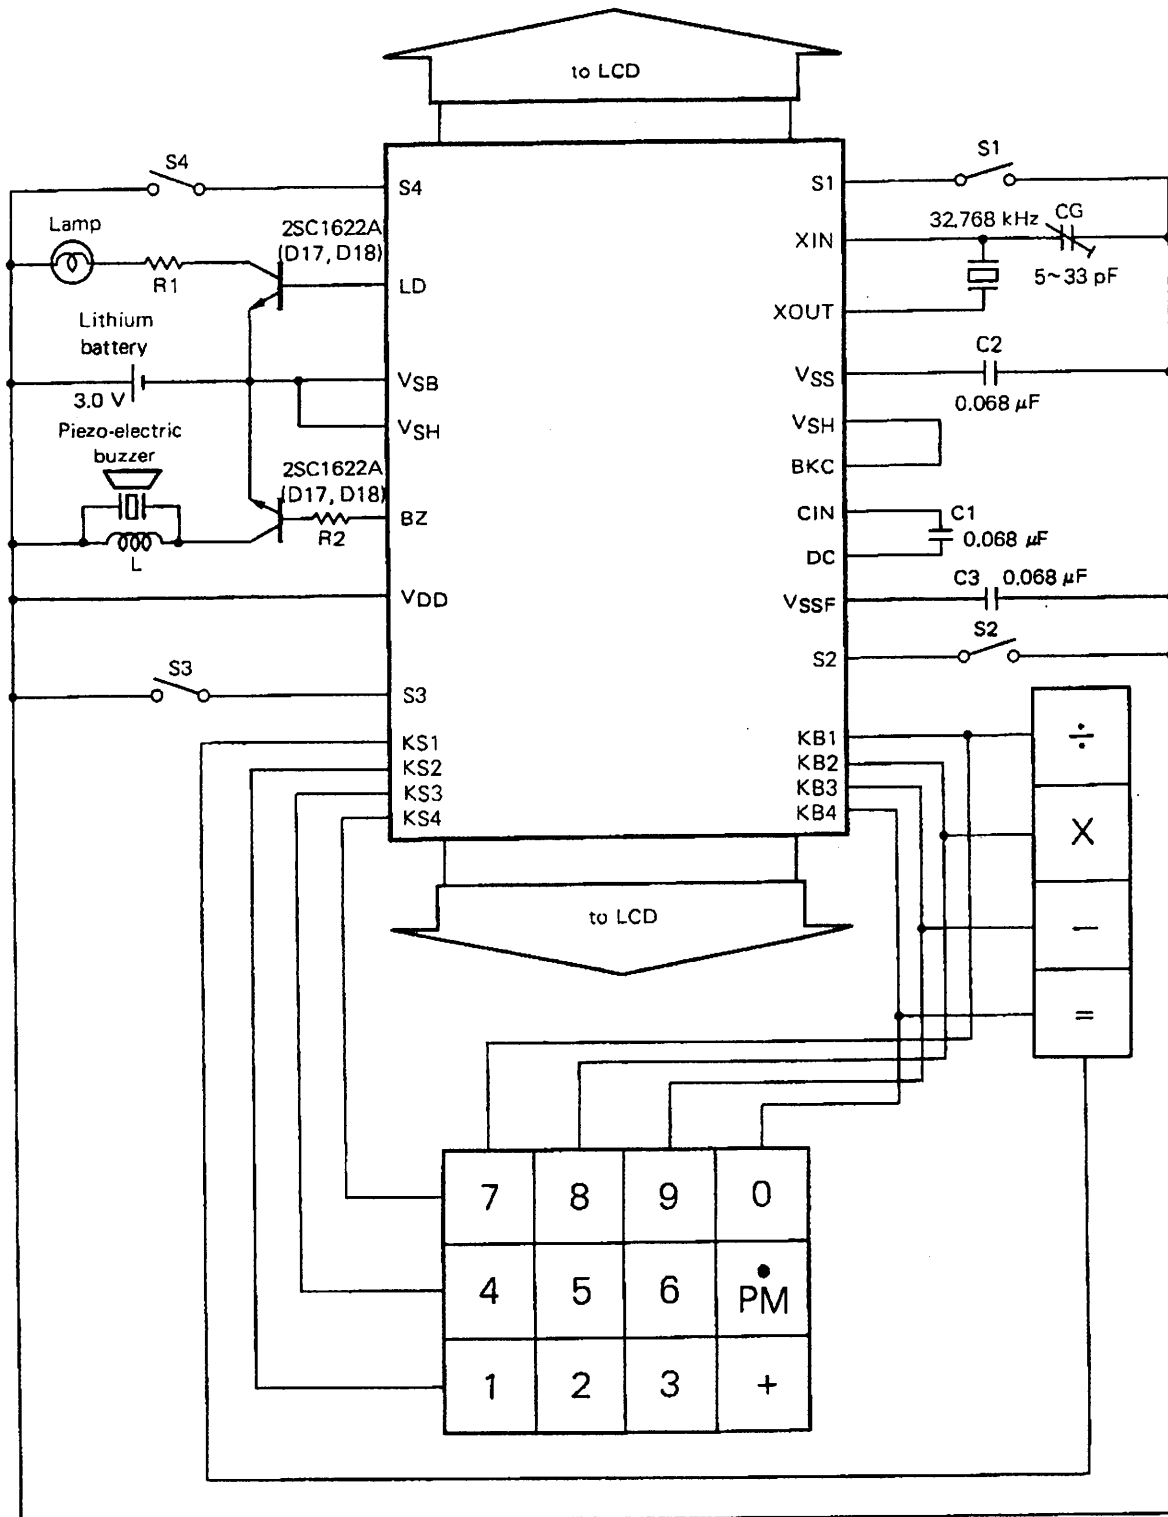 to LCD
S4
S4
S1
S1
Lamp
2SC1622A
(D17, D18)
R1
LD
32,768 kHz
CG
XIN
5~33 pF
XOUT
Lithium
battery
3.0 V
VSB
VSH
C2
VSS
0.068 μF
VSH
BKC
Piezo-electric
buzzer
2SC1622A
(D17, D18)
L
R2
BZ
CIN
C1
0.068 μF
DC
VDD
C3 0.068 μF
VSSF
S2
S2
S3
S3
KS1
KS2
KS3
KS4
KB1
KB2
KB3
KB4
÷
X
−
=
to LCD
7 8 9 0
4 5 6 • PM
1 2 3 +